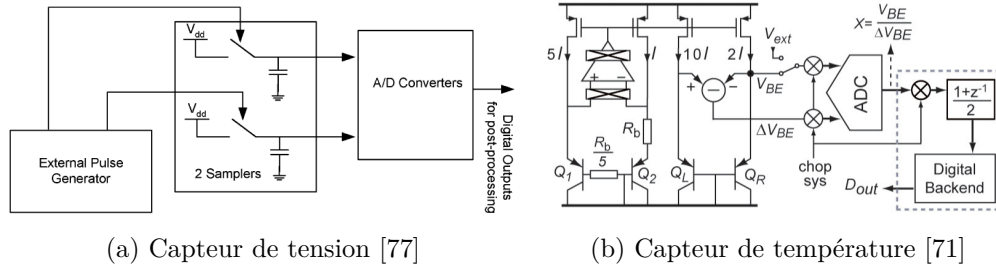 V_dd
V_dd
2 Samplers
External Pulse
Generator
A/D Converters
Digital Outputs
for post-processing
5I
I
10I
2I
V_ext
X= V_BE
ΔV_BE
+ −
+ − −
V_BE
ADC
1+z^-1
2
R_b
ΔV_BE
R_b
5
chop
sys
Digital
Backend
D_out
Q_1
Q_2
Q_L
Q_R
(a) Capteur de tension [77]
(b) Capteur de température [71]